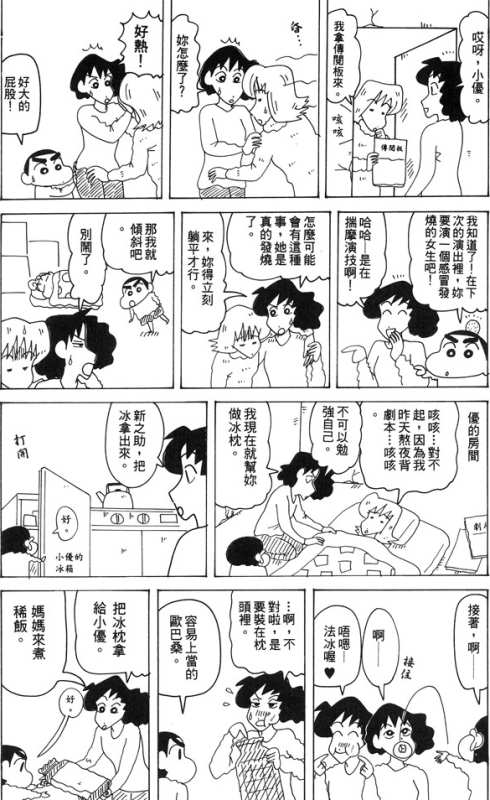 哎呀，小優。
我拿傳閱板來。
咳咳
傳閱板
妳怎麼了？
好熱！
好大的
屁股！
我知道了！在下
次的演出裡，妳
要演一個感冒發
燒的女生吧！
哈哈—是在
揣摩演技啊！
怎麼可能
會有這種
事，她是
真的發燒
了。
來，妳得立刻
躺平才行。
那我就
傾斜吧
別鬧了。
優的房間
咳咳…對不
起，因為我
昨天熬夜背
劇本…咳咳
。
不可以勉
強自己。
我現在就幫妳
做冰枕。
新之助，把
冰拿出來。
打開
好。
小優的
冰箱
接著，啊——
啊——
接住
唔嗯—
法冰喔♥
…啊，不
對啦，是
要裝在枕
頭裡。
容易上當的
歐巴桑。
把冰枕拿
給小優。
好。
媽媽來煮
稀飯。